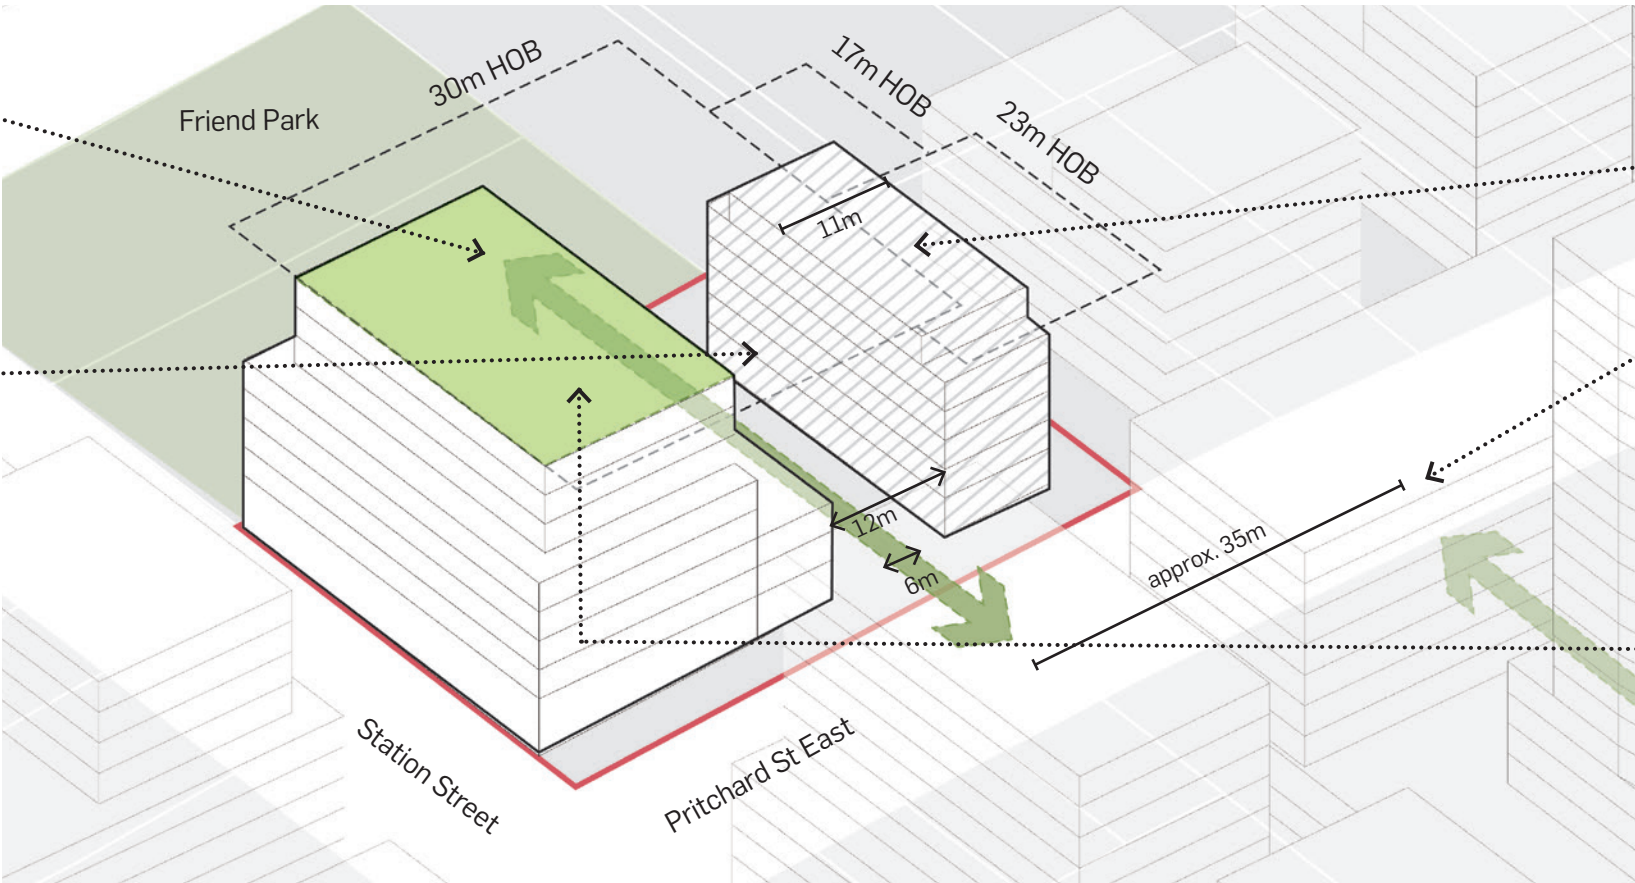 30m HOB
17m HOB
Friend Park
23m HOB
11m
12m
approx. 35m
6m
Station Street
Pritchard St East